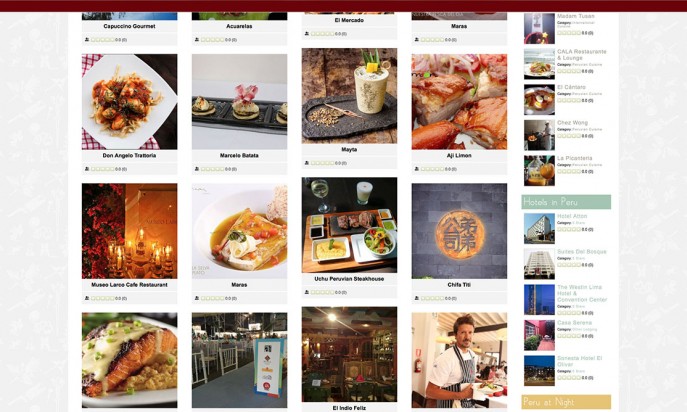 Capuccino Gourmet
0.0 (0)
Acuarelas
0.0 (0)
El Mercado
0.0 (0)
Maras
0.0 (0)
Don Angelo Trattoria
0.0 (0)
Marcelo Batata
0.0 (0)
Mayta
0.0 (0)
Aji Limon
0.0 (0)
Museo Larco Cafe Restaurant
0.0 (0)
Maras
0.0 (0)
Uchu Peruvian Steakhouse
0.0 (0)
Chifa Titi
0.0 (0)
El Indio Feliz
Madam Tusan
Category
0.0 (0)
GALA Restaurante
& Lounge
Category Peruvian Cuisine
0.0 (0)
El Cántaro
Category Peruvian Cuisine
0.0 (0)
Chez Wong
Category Peruvian Cuisine
0.0 (0)
La Picanteria
Category Peruvian Cuisine
0.0 (0)
Hotels in Peru
Hotel Alton
Category
0.0 (0)
Suites Del Bosque
Category
0.0 (0)
The Westin Lima
Hotel &
Convention Center
Category
0.0 (0)
Casa Serena
Category
0.0 (0)
Sonesta Hotel El
Olivar
Category
0.0 (0)
Peru at Night